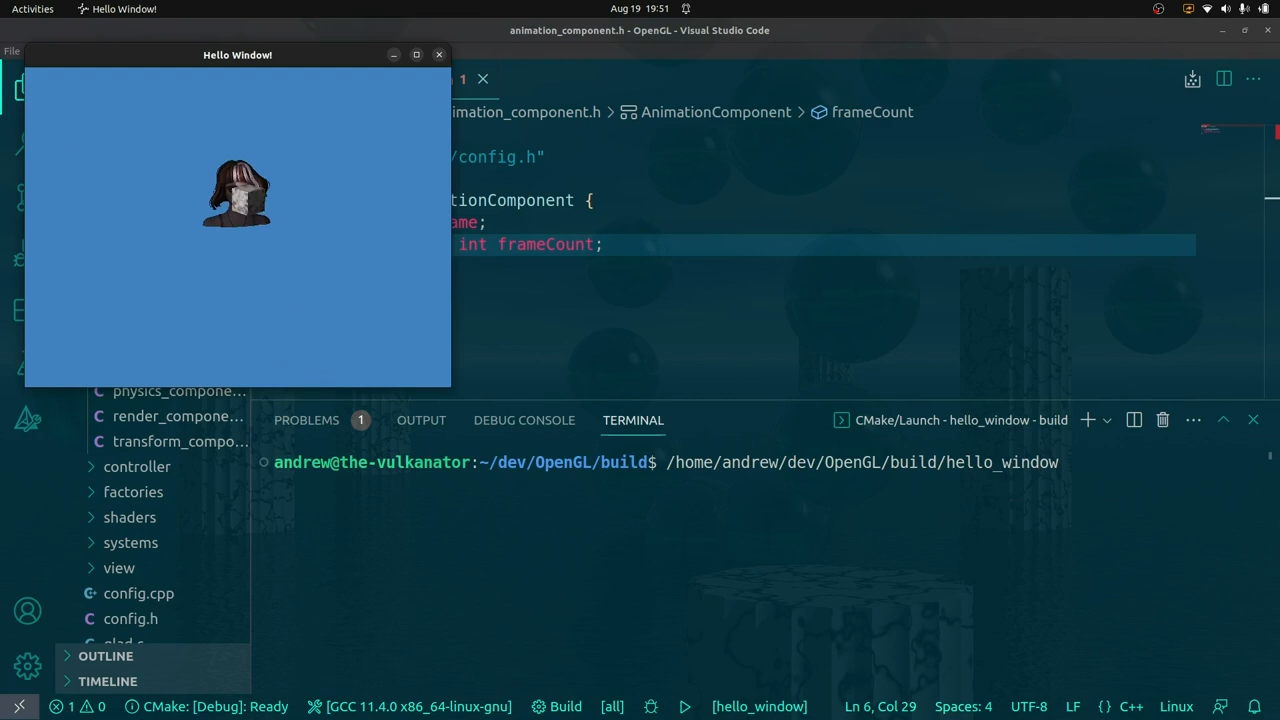 Activities
Hello Window!
Aug 19 19:51
animation_component.h - OpenGL - Visual Studio Code
File
Hello Window!
1
imation_component.h > AnimationComponent > frameCount
/config.h"
tionComponent {
ame;
int frameCount;
physics_compone...
render_compone...
transform_compo...
controller
factories
shaders
systems
view
config.cpp
config.h
glad.c
OUTLINE
TIMELINE
PROBLEMS 1 OUTPUT DEBUG CONSOLE TERMINAL
CMake/Launch - hello_window - build
andrew@the-vulkanator:~/dev/OpenGL/build$ /home/andrew/dev/OpenGL/build/hello_window
1 0 CMake: [Debug]: Ready [GCC 11.4.0 x86_64-linux-gnu] Build [all] [hello_window] Ln 6, Col 29 Spaces: 4 UTF-8 LF {} C++ Linux